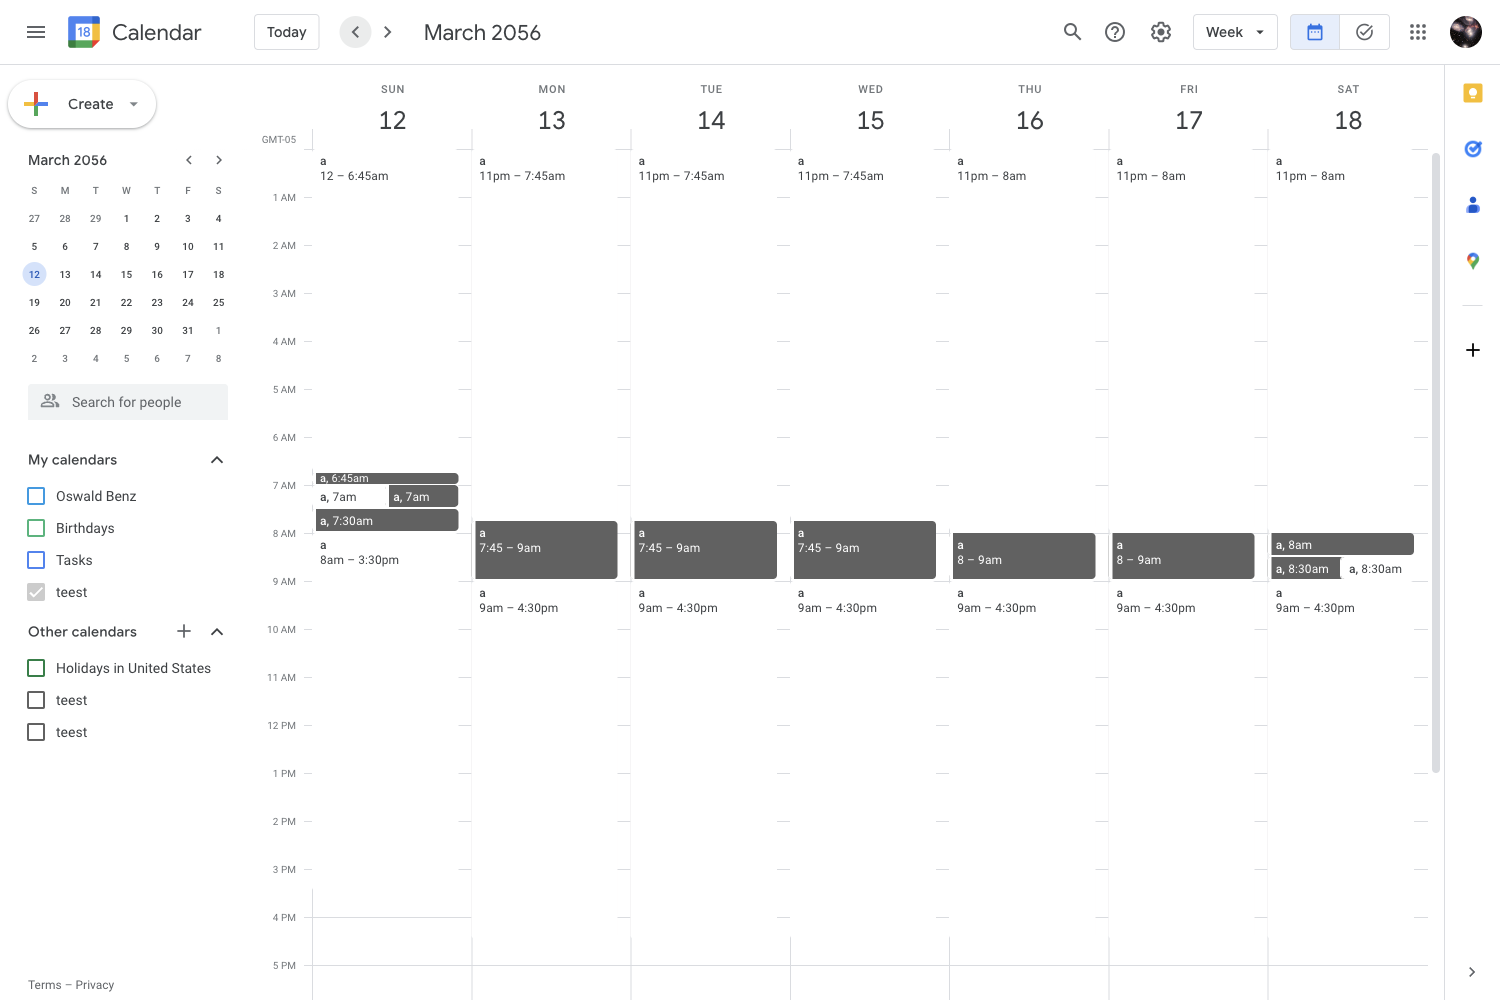 18 Calendar Today March 2056 Week
Create
March 2056
S M T W T F S
27 28 29 1 2 3 4
5 6 7 8 9 10 11
12 13 14 15 16 17 18
19 20 21 22 23 24 25
26 27 28 29 30 31 1
2 3 4 5 6 7 8
Search for people
My calendars
Oswald Benz
Birthdays
Tasks
teest
Other calendars
Holidays in United States
teest
teest
Terms – Privacy
SUN MON TUE WED THU FRI SAT
12 13 14 15 16 17 18
GMT-05
a a a a a a a
12 – 6:45am 11pm – 7:45am 11pm – 7:45am 11pm – 7:45am 11pm – 8am 11pm – 8am 11pm – 8am
1 AM
2 AM
3 AM
4 AM
5 AM
6 AM
a, 6:45am
7 AM
a, 7am a, 7am
a, 7:30am
8 AM
a a a
7:45 – 9am 7:45 – 9am 7:45 – 9am
a a a a, 8am
8am – 3:30pm 8 – 9am 8 – 9am
a, 8:30am a, 8:30am
9 AM
a a a a a a
9am – 4:30pm 9am – 4:30pm 9am – 4:30pm 9am – 4:30pm 9am – 4:30pm 9am – 4:30pm
10 AM
11 AM
12 PM
1 PM
2 PM
3 PM
4 PM
5 PM